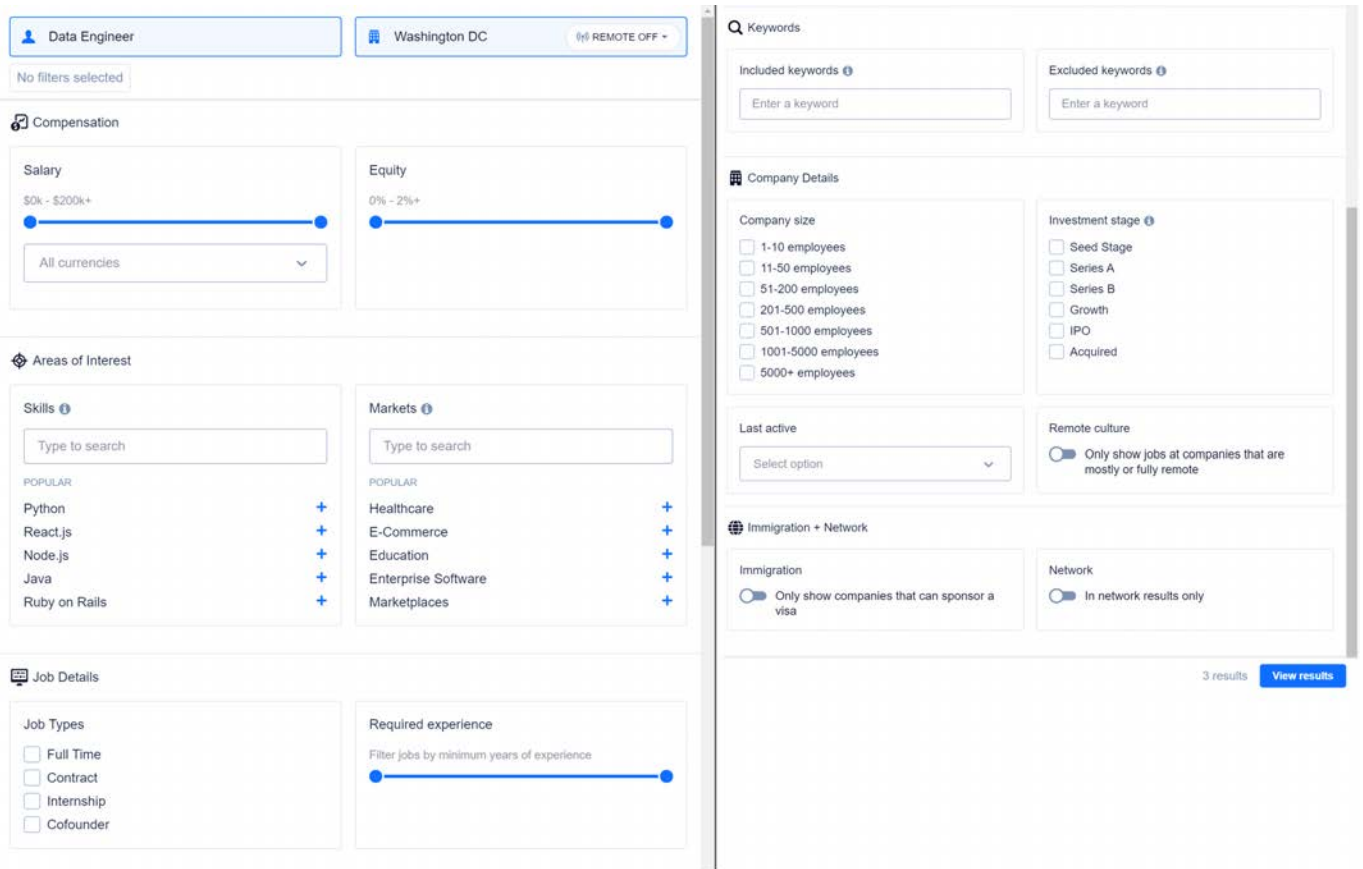 Data Engineer
Washington DC
REMOTE OFF
No filters selected
Compensation
Salary
$0k - $200k+
All currencies
Equity
0% - 2%+
Areas of Interest
Skills
Type to search
POPULAR
Python
React.js
Node.js
Java
Ruby on Rails
Markets
Type to search
POPULAR
Healthcare
E-Commerce
Education
Enterprise Software
Marketplaces
Job Details
Job Types
Full Time
Contract
Internship
Cofounder
Required experience
Filter jobs by minimum years of experience
Keywords
Included keywords
Enter a keyword
Excluded keywords
Enter a keyword
Company Details
Company size
1-10 employees
11-50 employees
51-200 employees
201-500 employees
501-1000 employees
1001-5000 employees
5000+ employees
Investment stage
Seed Stage
Series A
Series B
Growth
IPO
Acquired
Last active
Select option
Remote culture
Only show jobs at companies that are
mostly or fully remote
Immigration + Network
Immigration
Only show companies that can sponsor a
visa
Network
In network results only
3 results
View results